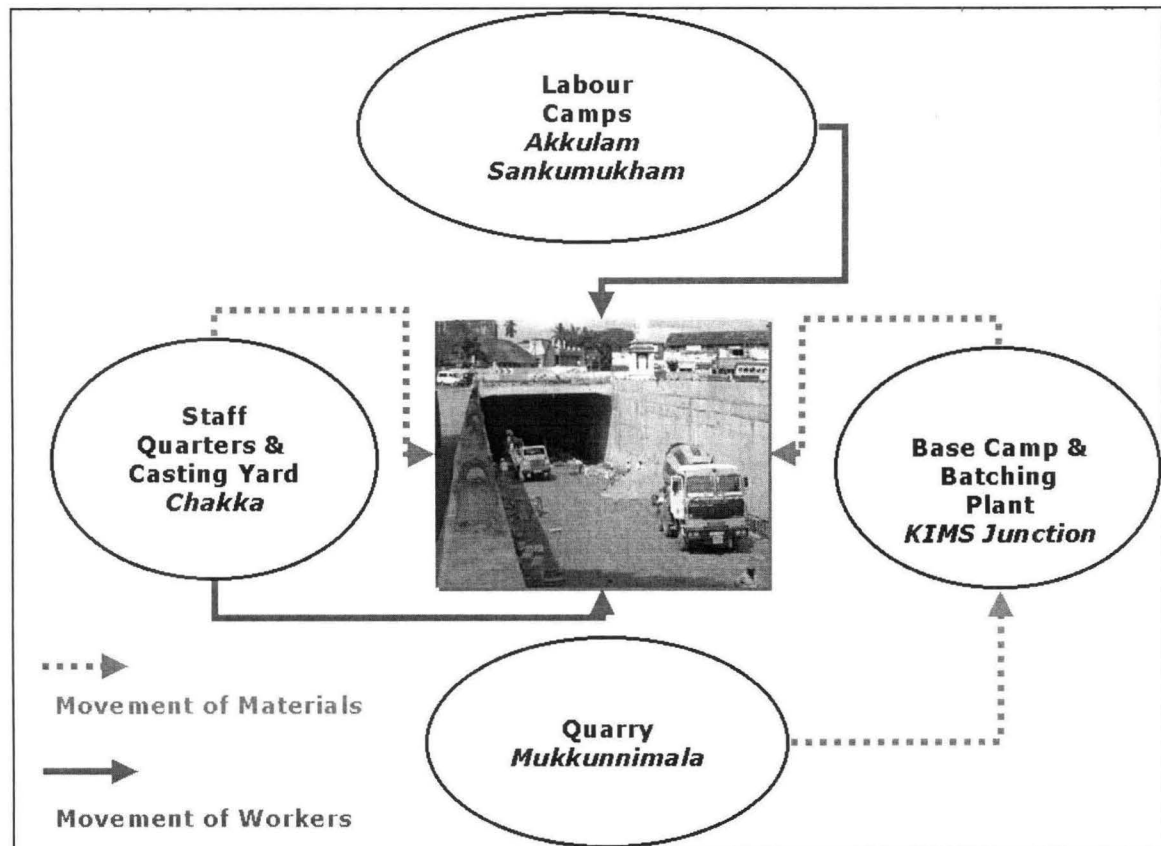 Labour
Camps
Akkulam
Sankumukham
Staff
Quarters &
Casting Yard
Chakka
Base Camp &
Batching
Plant
KIMS Junction
Quarry
Mukkunnimala
Movement of Materials
Movement of Workers